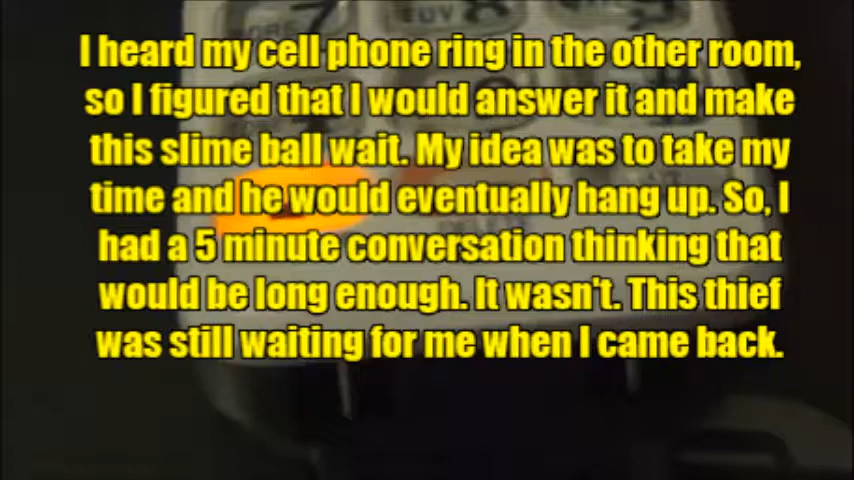 I heard my cell phone ring in the other room,
so I figured that I would answer it and make
this slime ball wait. My idea was to take my
time and he would eventually hang up. So, I
had a 5 minute conversation thinking that
would be long enough. It wasn't. This thief
was still waiting for me when I came back.